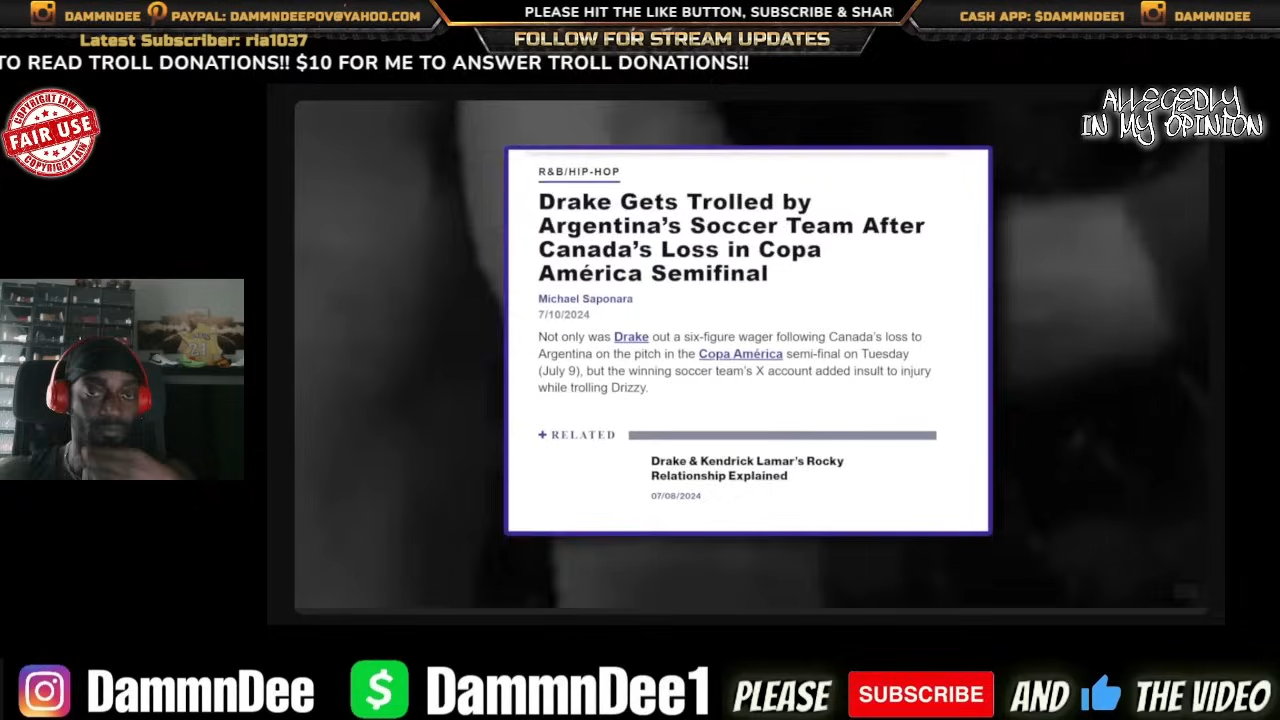 DAMMNDEE PAYPAL: DAMMNDEEPOV@YAHOO.COM
PLEASE HIT THE LIKE BUTTON, SUBSCRIBE & SHAR
CASH APP: $DAMMNDEE1 DAMMNDEE
Latest Subscriber: ria1037
FOLLOW FOR STREAM UPDATES
TO READ TROLL DONATIONS!! $10 FOR ME TO ANSWER TROLL DONATIONS!!
COPYRIGHT LAW
FAIR USE
COPYRIGHT LAW
ALLEGEDLY
IN MY OPINION
R&B/HIP-HOP
Drake Gets Trolled by
Argentina's Soccer Team After
Canada's Loss in Copa
América Semifinal
Michael Saponara
7/10/2024
Not only was Drake out a six-figure wager following Canada's loss to
Argentina on the pitch in the Copa América semi-final on Tuesday
(July 9), but the winning soccer team's X account added insult to injury
while trolling Drizzy.
+ RELATED
Drake & Kendrick Lamar's Rocky
Relationship Explained
07/08/2024
DammnDee $ DammnDee1 PLEASE SUBSCRIBE AND THE VIDEO